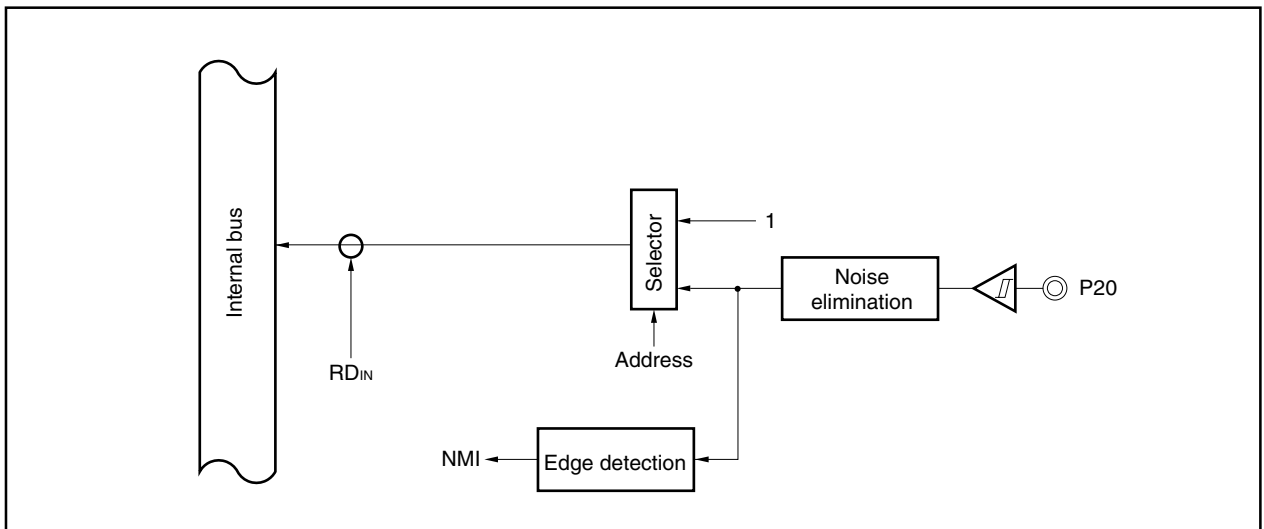 Internal bus
RDIN
Selector
1
Address
Noise
elimination
P20
NMI
Edge detection